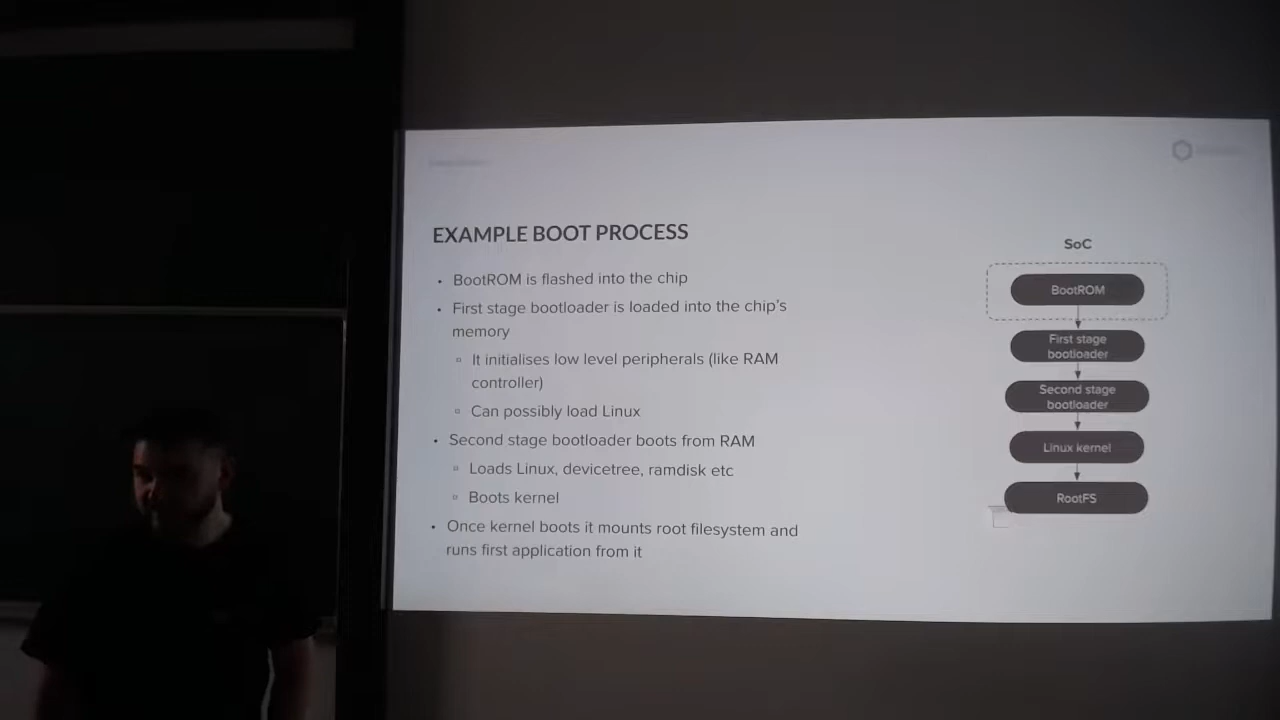 EXAMPLE BOOT PROCESS
• BootROM is flashed into the chip
• First stage bootloader is loaded into the chip's
memory
▫ It initialises low level peripherals (like RAM
controller)
▫ Can possibly load Linux
• Second stage bootloader boots from RAM
▫ Loads Linux, devicetree, ramdisk etc
▫ Boots kernel
• Once kernel boots it mounts root filesystem and
runs first application from it
SoC
BootROM
First stage
bootloader
Second stage
bootloader
Linux kernel
RootFS